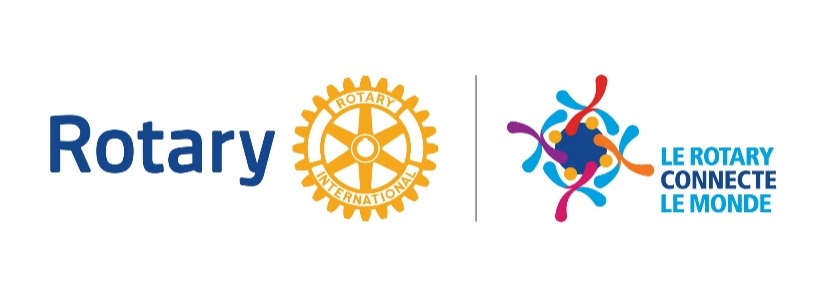 Rotary
ROTARY
INTERNATIONAL
LE ROTARY
CONNECTE
LE MONDE